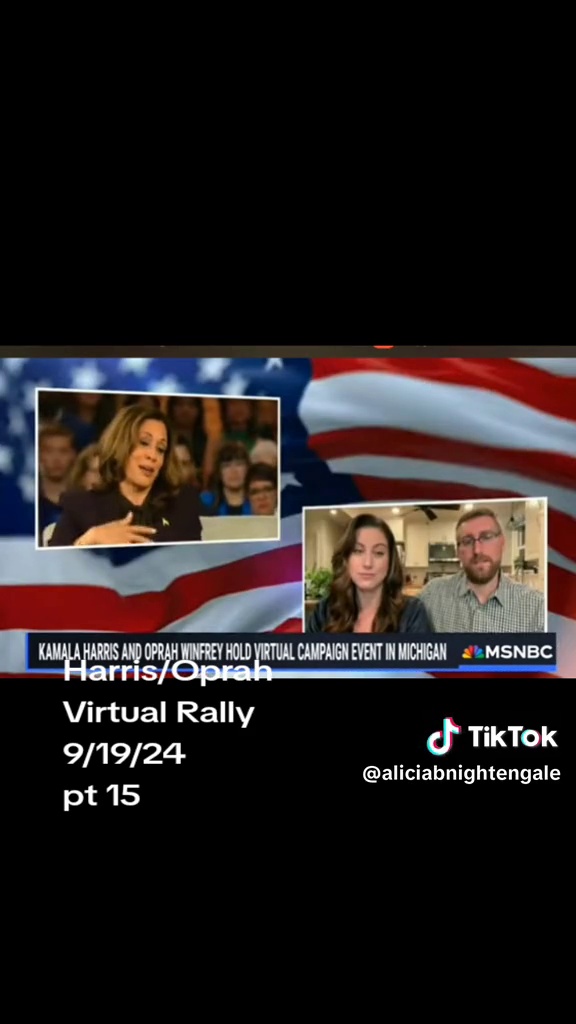 KAMALA HARRIS AND OPRAH WINFREY HOLD VIRTUAL CAMPAIGN EVENT IN MICHIGAN
MSNBC
Harris/Oprah
Virtual Rally
9/19/24
pt 15
TikTok
@aliciabnightengale